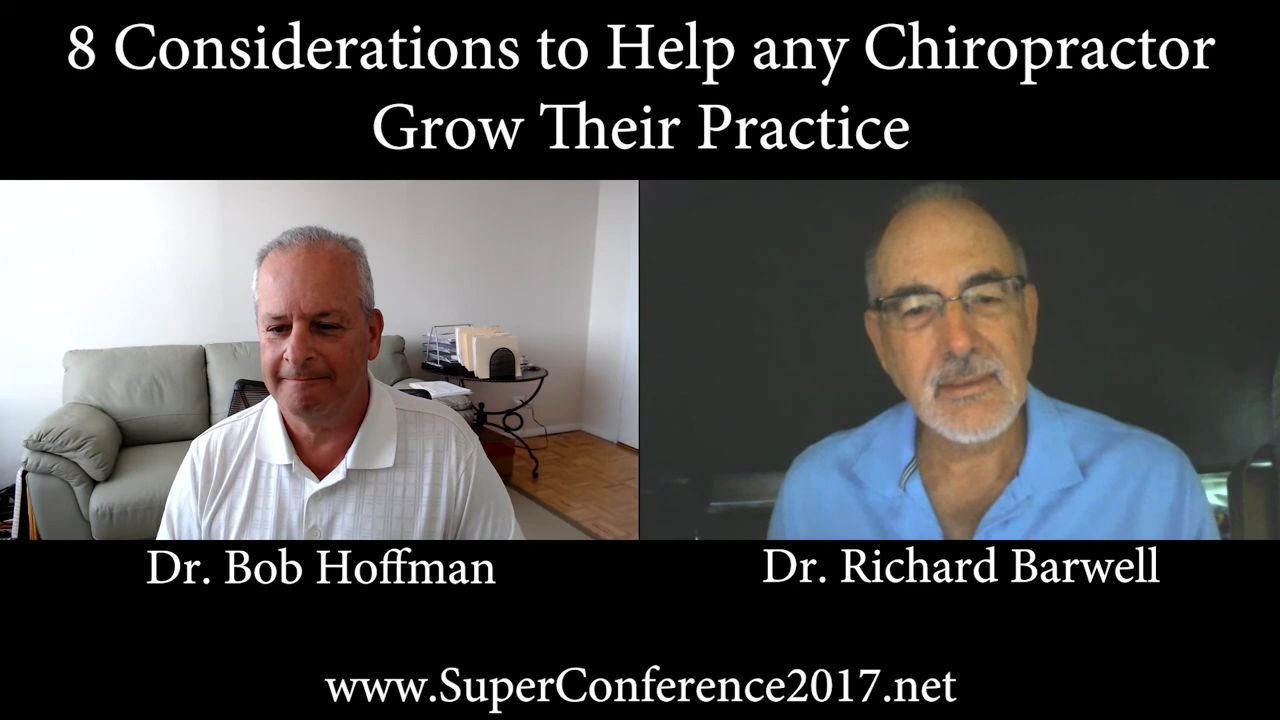 8 Considerations to Help any Chiropractor
Grow Their Practice
Dr. Bob Hoffman
Dr. Richard Barwell
www.SuperConference2017.net